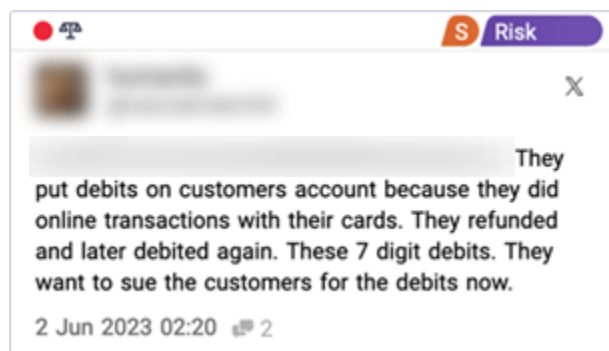 S Risk
They
put debits on customers account because they did
online transactions with their cards. They refunded
and later debited again. These 7 digit debits. They
want to sue the customers for the debits now.
2 Jun 2023 02:20 2